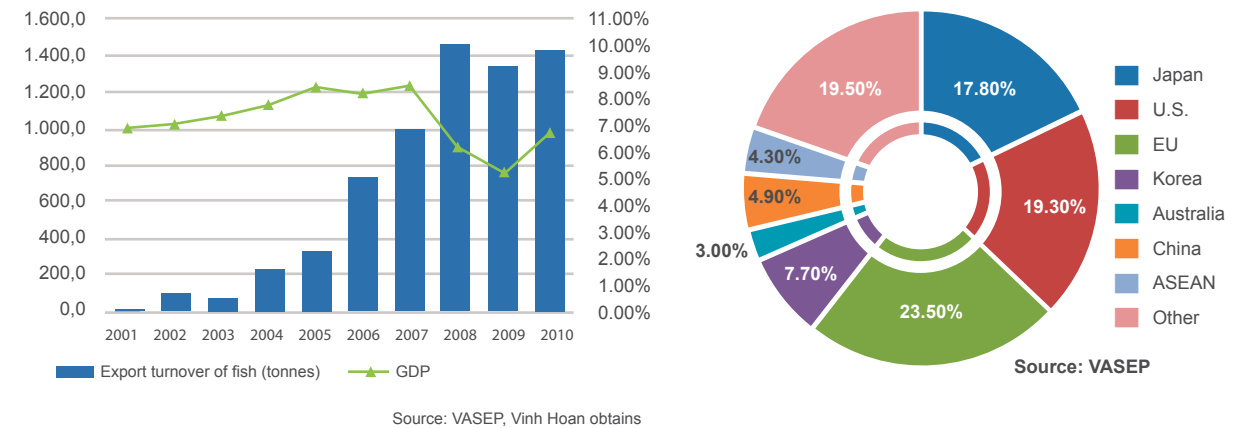 1.600,0
1.400,0
1.200,0
1.000,0
800,0
600,0
400,0
200,0
0,0
11.00%
10.00%
9.00%
8.00%
7.00%
6.00%
5.00%
4.00%
3.00%
2.00%
1.00%
0.00%
2001 2002 2003 2004 2005 2006 2007 2008 2009 2010
Export turnover of fish (tonnes) GDP
Source: VASEP, Vinh Hoan obtains
17.80%
19.30%
23.50%
7.70%
3.00%
4.90%
4.30%
19.50%
Japan
U.S.
EU
Korea
Australia
China
ASEAN
Other
Source: VASEP